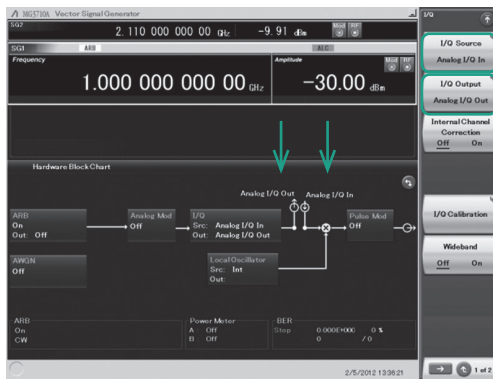 MG3710A Vector Signal Generator
SG2
2. 110 000 000 00 GHz
-9. 91 dBm
Mod RF
SG1
ARB
ALC
Frequency
1.000 000 000 00 GHz
Amplitude
-30.00 dBm
Mod RF
Hardware Block Chart
Analog I/Q Out
Analog I/Q In
ARB
On
Out: Off
Analog Mod
Off
I/Q
Src: Analog I/Q In
Out: Analog I/Q Out
Pulse Mod
Off
AWGN
Off
Local Oscillator
Src: Int
Out:
ARB
On
CW
Power Meter
A : Off
B : Off
BER
Stop 0.000E+000 0 %
0 / 0
2/5/2012 13:36:21
I/Q
I/Q Source
Analog I/Q In
I/Q Output
Analog I/Q Out
Internal Channel
Correction
Off On
I/Q Calibration
Wideband
Off On
1 of 2